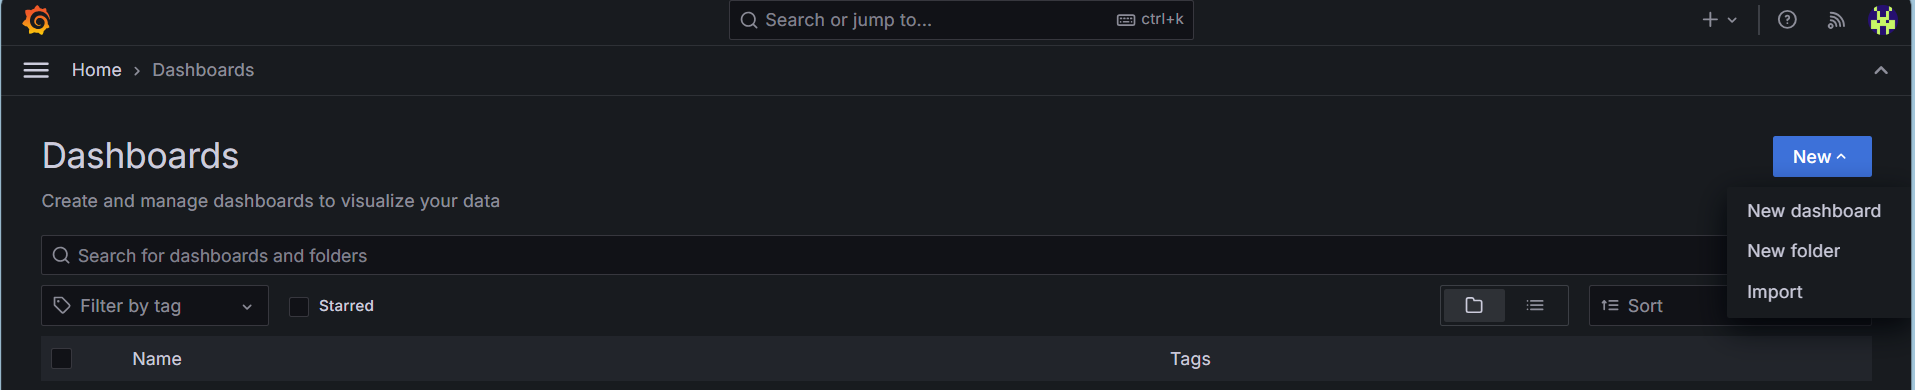 Search or jump to... ctrl+k
Home › Dashboards
Dashboards
New
Create and manage dashboards to visualize your data
New dashboard
New folder
Import
Search for dashboards and folders
Filter by tag
Starred
Sort
Name
Tags